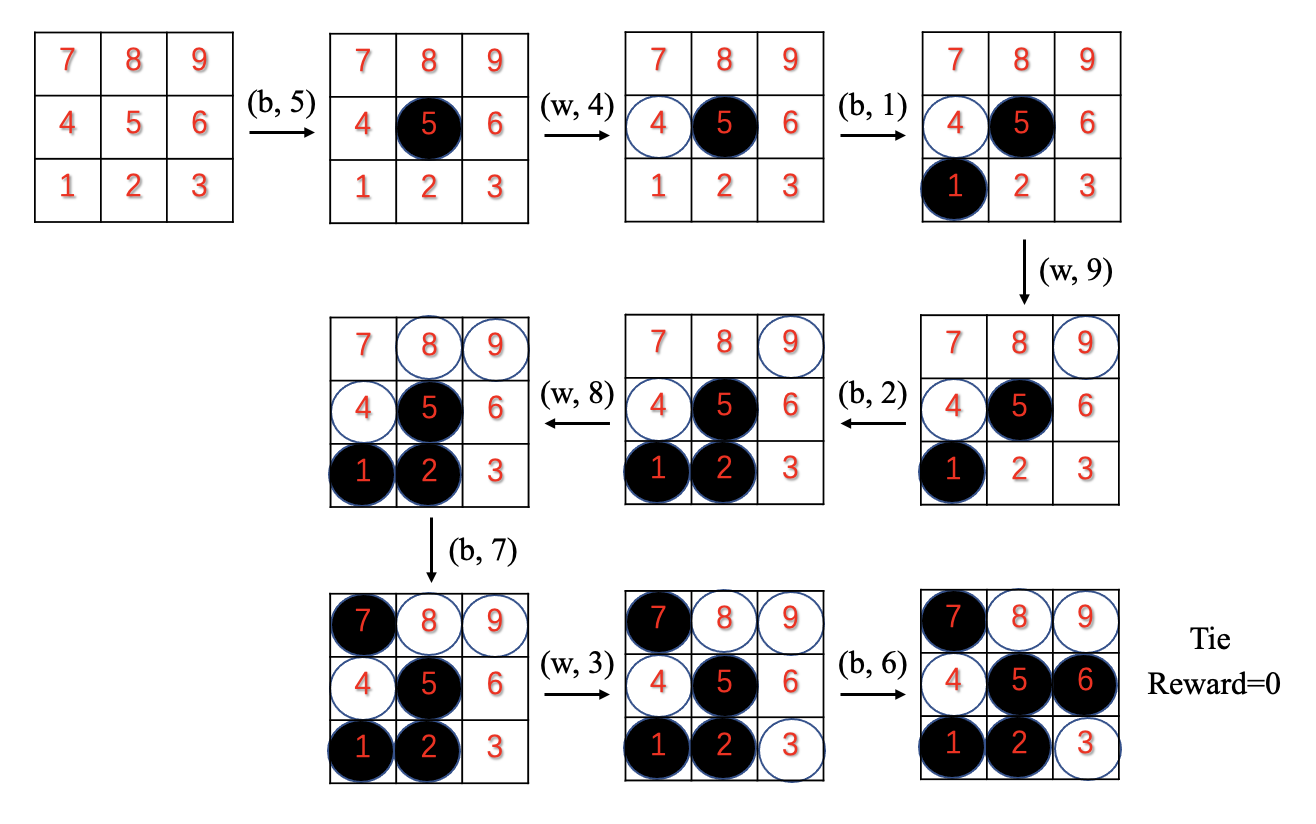 7 8 9
4 5 6
1 2 3
(b, 5)
7 8 9
4 5 6
1 2 3
(w, 4)
7 8 9
4 5 6
1 2 3
(b, 1)
7 8 9
4 5 6
1 2 3
(w, 9)
7 8 9
4 5 6
1 2 3
(b, 2)
7 8 9
4 5 6
1 2 3
(w, 8)
7 8 9
4 5 6
1 2 3
(b, 7)
7 8 9
4 5 6
1 2 3
(w, 3)
7 8 9
4 5 6
1 2 3
(b, 6)
7 8 9
4 5 6
1 2 3
Tie
Reward=0